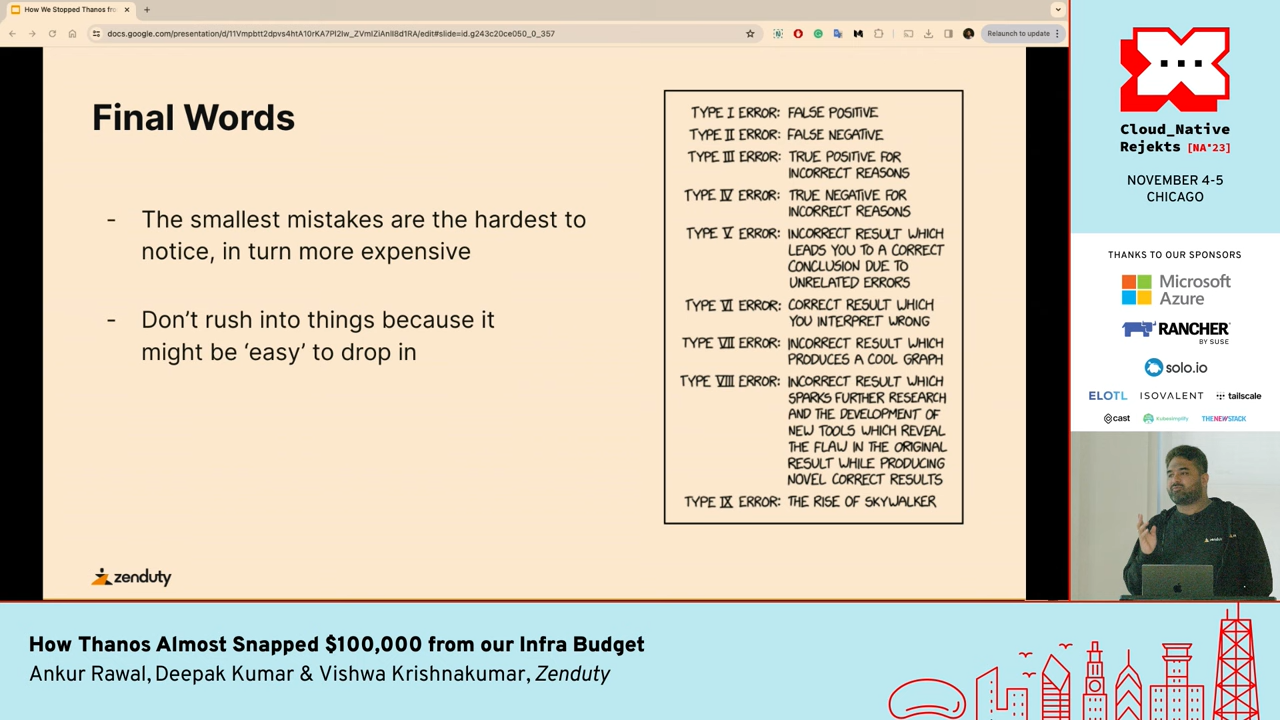 How We Stopped Thanos fro
docs.google.com/presentation/d/11Vmpbtt2dpvs4htA10rKA7Pl2Iw_ZVmIZiAnII8d1RA/edit#slide=id.g243c20ce050_0_357
Relaunch to update
Final Words
- The smallest mistakes are the hardest to
notice, in turn more expensive
- Don’t rush into things because it
might be ‘easy’ to drop in
TYPE I ERROR: FALSE POSITIVE
TYPE II ERROR: FALSE NEGATIVE
TYPE III ERROR: TRUE POSITIVE FOR
INCORRECT REASONS
TYPE IV ERROR: TRUE NEGATIVE FOR
INCORRECT REASONS
TYPE V ERROR: INCORRECT RESULT WHICH
LEADS YOU TO A CORRECT
CONCLUSION DUE TO
UNRELATED ERRORS
TYPE VI ERROR: CORRECT RESULT WHICH
YOU INTERPRET WRONG
TYPE VII ERROR: INCORRECT RESULT WHICH
PRODUCES A COOL GRAPH
TYPE VIII ERROR: INCORRECT RESULT WHICH
SPARKS FURTHER RESEARCH
AND THE DEVELOPMENT OF
NEW TOOLS WHICH REVEAL
THE FLAW IN THE ORIGINAL
RESULT WHILE PRODUCING
NOVEL CORRECT RESULTS
TYPE IX ERROR: THE RISE OF SKYWALKER
zenduty
Cloud_Native
Rejekts [NA'23]
NOVEMBER 4-5
CHICAGO
THANKS TO OUR SPONSORS
Microsoft
Azure
RANCHER
BY SUSE
solo.io
ELOTL ISOVALENT tailscale
cast kubesimplify THENEWSTACK
zenduty
How Thanos Almost Snapped $100,000 from our Infra Budget
Ankur Rawal, Deepak Kumar & Vishwa Krishnakumar, Zenduty